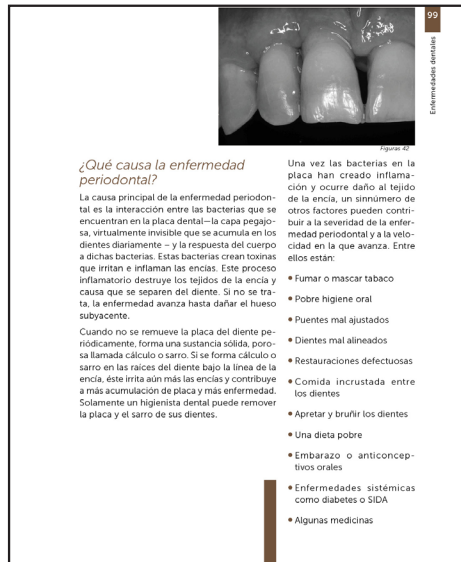 99
Enfermedades dentales
Figuras 42
¿Qué causa la enfermedad
periodontal?
La causa principal de la enfermedad periodon-
tal es la interacción entre las bacterias que se
encuentran en la placa dental—la capa pegajo-
sa, virtualmente invisible que se acumula en los
dientes diariamente – y la respuesta del cuerpo
a dichas bacterias. Estas bacterias crean toxinas
que irritan e inflaman las encías. Este proceso
inflamatorio destruye los tejidos de la encía y
causa que se separen del diente. Si no se tra-
ta, la enfermedad avanza hasta dañar el hueso
subyacente.
Cuando no se remueve la placa del diente pe-
riódicamente, forma una sustancia sólida, poro-
sa llamada cálculo o sarro. Si se forma cálculo o
sarro en las raíces del diente bajo la línea de la
encía, éste irrita aún más las encías y contribuye
a más acumulación de placa y más enfermedad.
Solamente un higienista dental puede remover
la placa y el sarro de sus dientes.
Una vez las bacterias en la
placa han creado inflama-
ción y ocurre daño al tejido
de la encía, un sinnúmero de
otros factores pueden contri-
buir a la severidad de la enfer-
medad periodontal y a la velo-
cidad en la que avanza. Entre
ellos están:
• Fumar o mascar tabaco
• Pobre higiene oral
• Puentes mal ajustados
• Dientes mal alineados
• Restauraciones defectuosas
• Comida incrustada entre
los dientes
• Apretar y bruñir los dientes
• Una dieta pobre
• Embarazo o anticoncep-
tivos orales
• Enfermedades sistémicas
como diabetes o SIDA
• Algunas medicinas